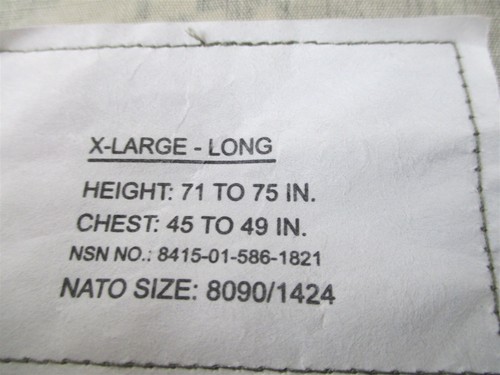 X-LARGE - LONG
HEIGHT: 71 TO 75 IN.
CHEST: 45 TO 49 IN.
NSN NO.: 8415-01-586-1821
NATO SIZE: 8090/1424